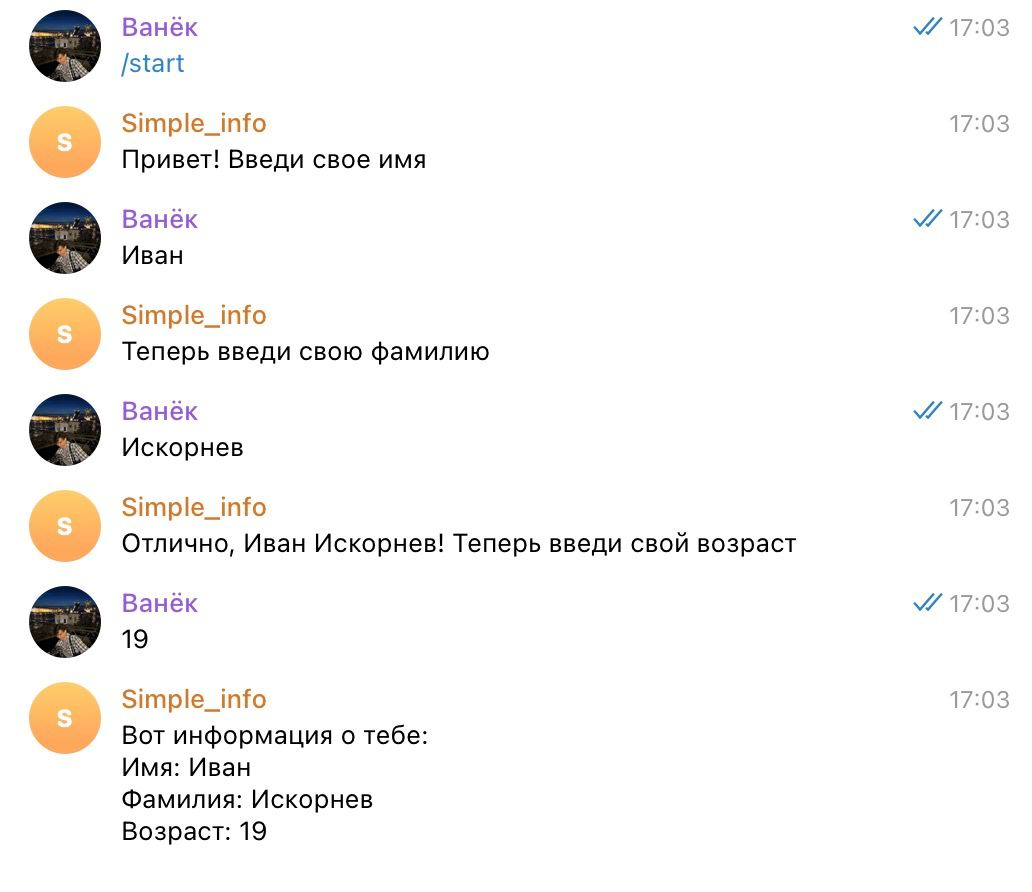 Ванёк 17:03
/start
S Simple_info 17:03
Привет! Введи свое имя
Ванёк 17:03
Иван
S Simple_info 17:03
Теперь введи свою фамилию
Ванёк 17:03
Искорнев
S Simple_info 17:03
Отлично, Иван Искорнев! Теперь введи свой возраст
Ванёк 17:03
19
S Simple_info 17:03
Вот информация о тебе:
Имя: Иван
Фамилия: Искорнев
Возраст: 19